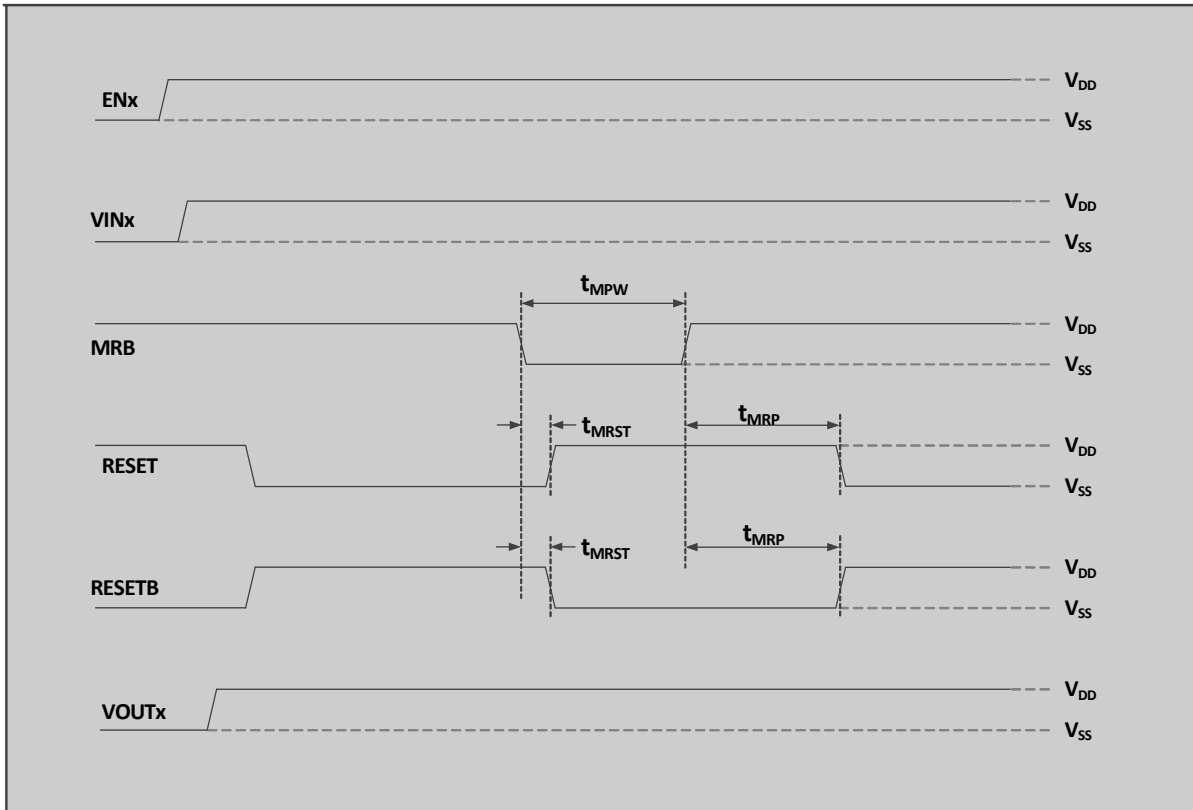 ENx
VDD
VSS
VINx
VDD
VSS
tMPW
MRB
VDD
VSS
tMRST
tMRP
RESET
VDD
VSS
tMRST
tMRP
RESETB
VDD
VSS
VOUTx
VDD
VSS